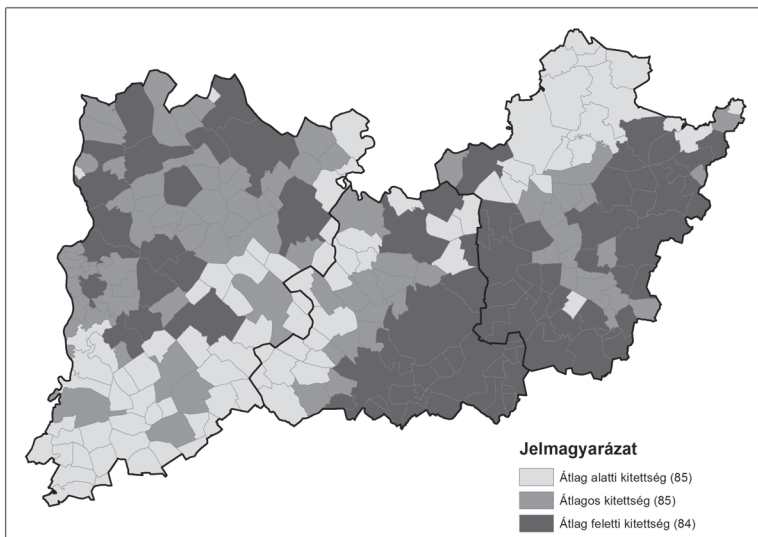 Jelmagyarázat
Átlag alatti kitettség (85)
Átlagos kitettség (85)
Átlag feletti kitettség (84)